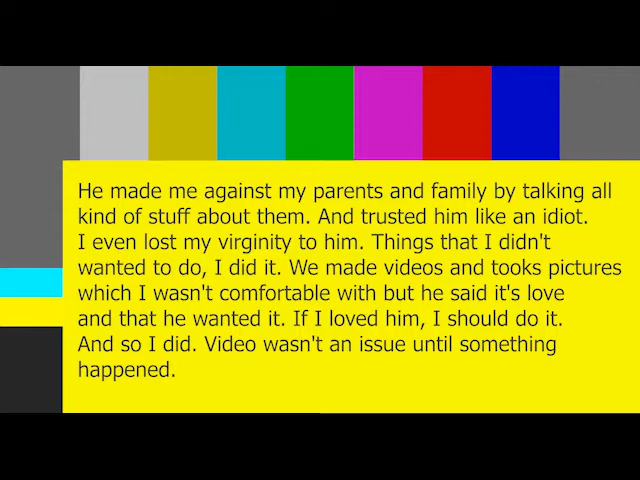 He made me against my parents and family by talking all
kind of stuff about them. And trusted him like an idiot.
I even lost my virginity to him. Things that I didn't
wanted to do, I did it. We made videos and tooks pictures
which I wasn't comfortable with but he said it's love
and that he wanted it. If I loved him, I should do it.
And so I did. Video wasn't an issue until something
happened.